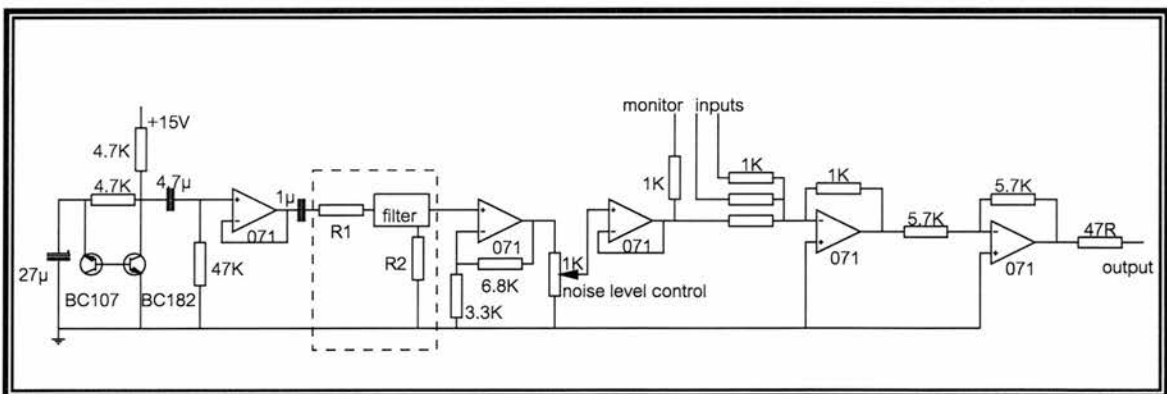 monitor inputs
+15V
4.7K
4.7K
4.7µ
1µ
1K
1K
1K
5.7K
5.7K
47R
071
filter
R1
071
071
071
071
output
27µ
47K
R2
1K
6.8K
noise level control
BC107
BC182
3.3K